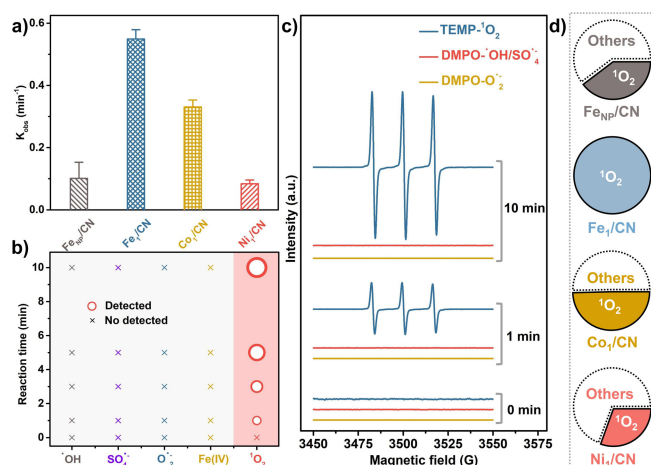 a)
K_obs (min⁻¹)
0.6
0.4
0.2
0.0
Fe_NP/CN
Fe₁/CN
Co₁/CN
Ni₁/CN
b)
Reaction time (min)
10
8
6
4
2
0
Detected
No detected
˙OH
SO₄˙⁻
O₂˙⁻
Fe(IV)
¹O₂
c)
Intensity (a.u.)
TEMP-¹O₂
DMPO-˙OH/SO₄˙⁻
DMPO-O₂˙⁻
10 min
1 min
0 min
3450
3500
3550
3575
Magnetic field (G)
d)
Others
¹O₂
Fe_NP/CN
¹O₂
Fe₁/CN
Others
¹O₂
Co₁/CN
Others
¹O₂
Ni₁/CN